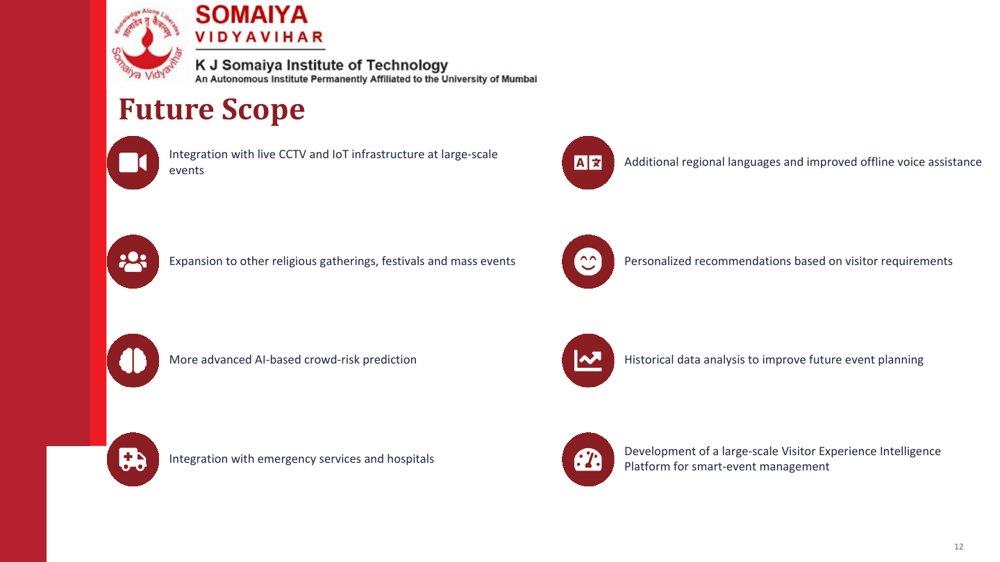 Knowledge Alone Liberates
ज्ञानादेव तु कैवल्यम्
Somaiya Vidyavihar
SOMAIYA
VIDYAVIHAR
K J Somaiya Institute of Technology
An Autonomous Institute Permanently Affiliated to the University of Mumbai
Future Scope
Integration with live CCTV and IoT infrastructure at large-scale
events
Expansion to other religious gatherings, festivals and mass events
More advanced AI-based crowd-risk prediction
Integration with emergency services and hospitals
A
Additional regional languages and improved offline voice assistance
Personalized recommendations based on visitor requirements
Historical data analysis to improve future event planning
Development of a large-scale Visitor Experience Intelligence
Platform for smart-event management
12